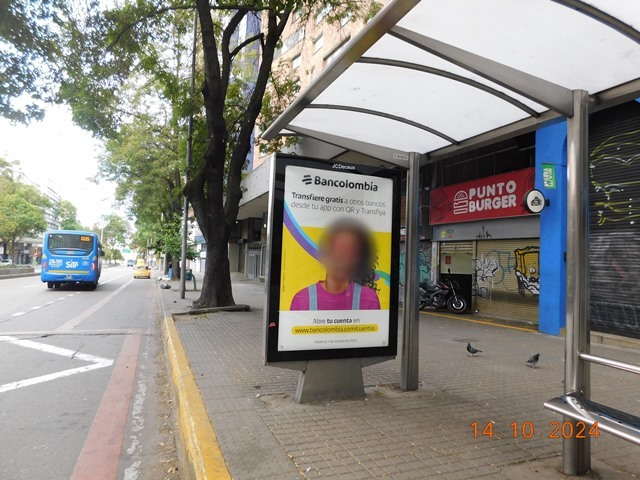 JCDecaux
Bancolombia
Transfiere gratis a otros bancos
desde tu app con QR y Transfiya
Abre tu cuenta en
www.bancolombia.com/cuentas
PUNTO
BURGER
14.10.2024